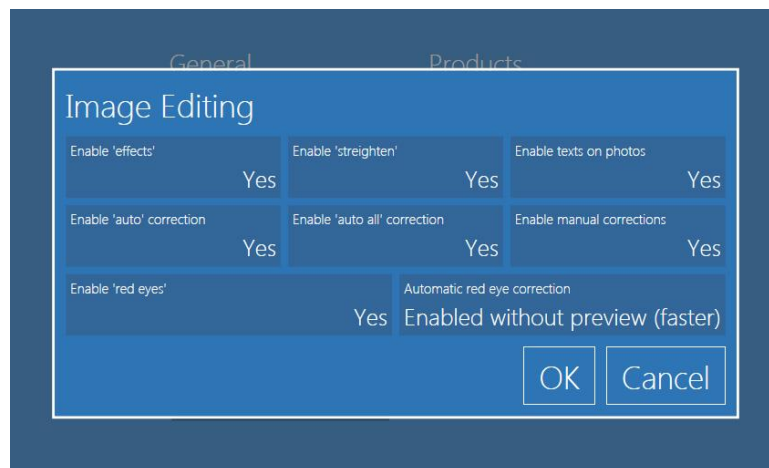 General Products
Image Editing
Enable 'effects' Enable 'streighten' Enable texts on photos
Yes Yes Yes
Enable 'auto' correction Enable 'auto all' correction Enable manual corrections
Yes Yes Yes
Enable 'red eyes' Automatic red eye correction
Yes Enabled without preview (faster)
OK Cancel